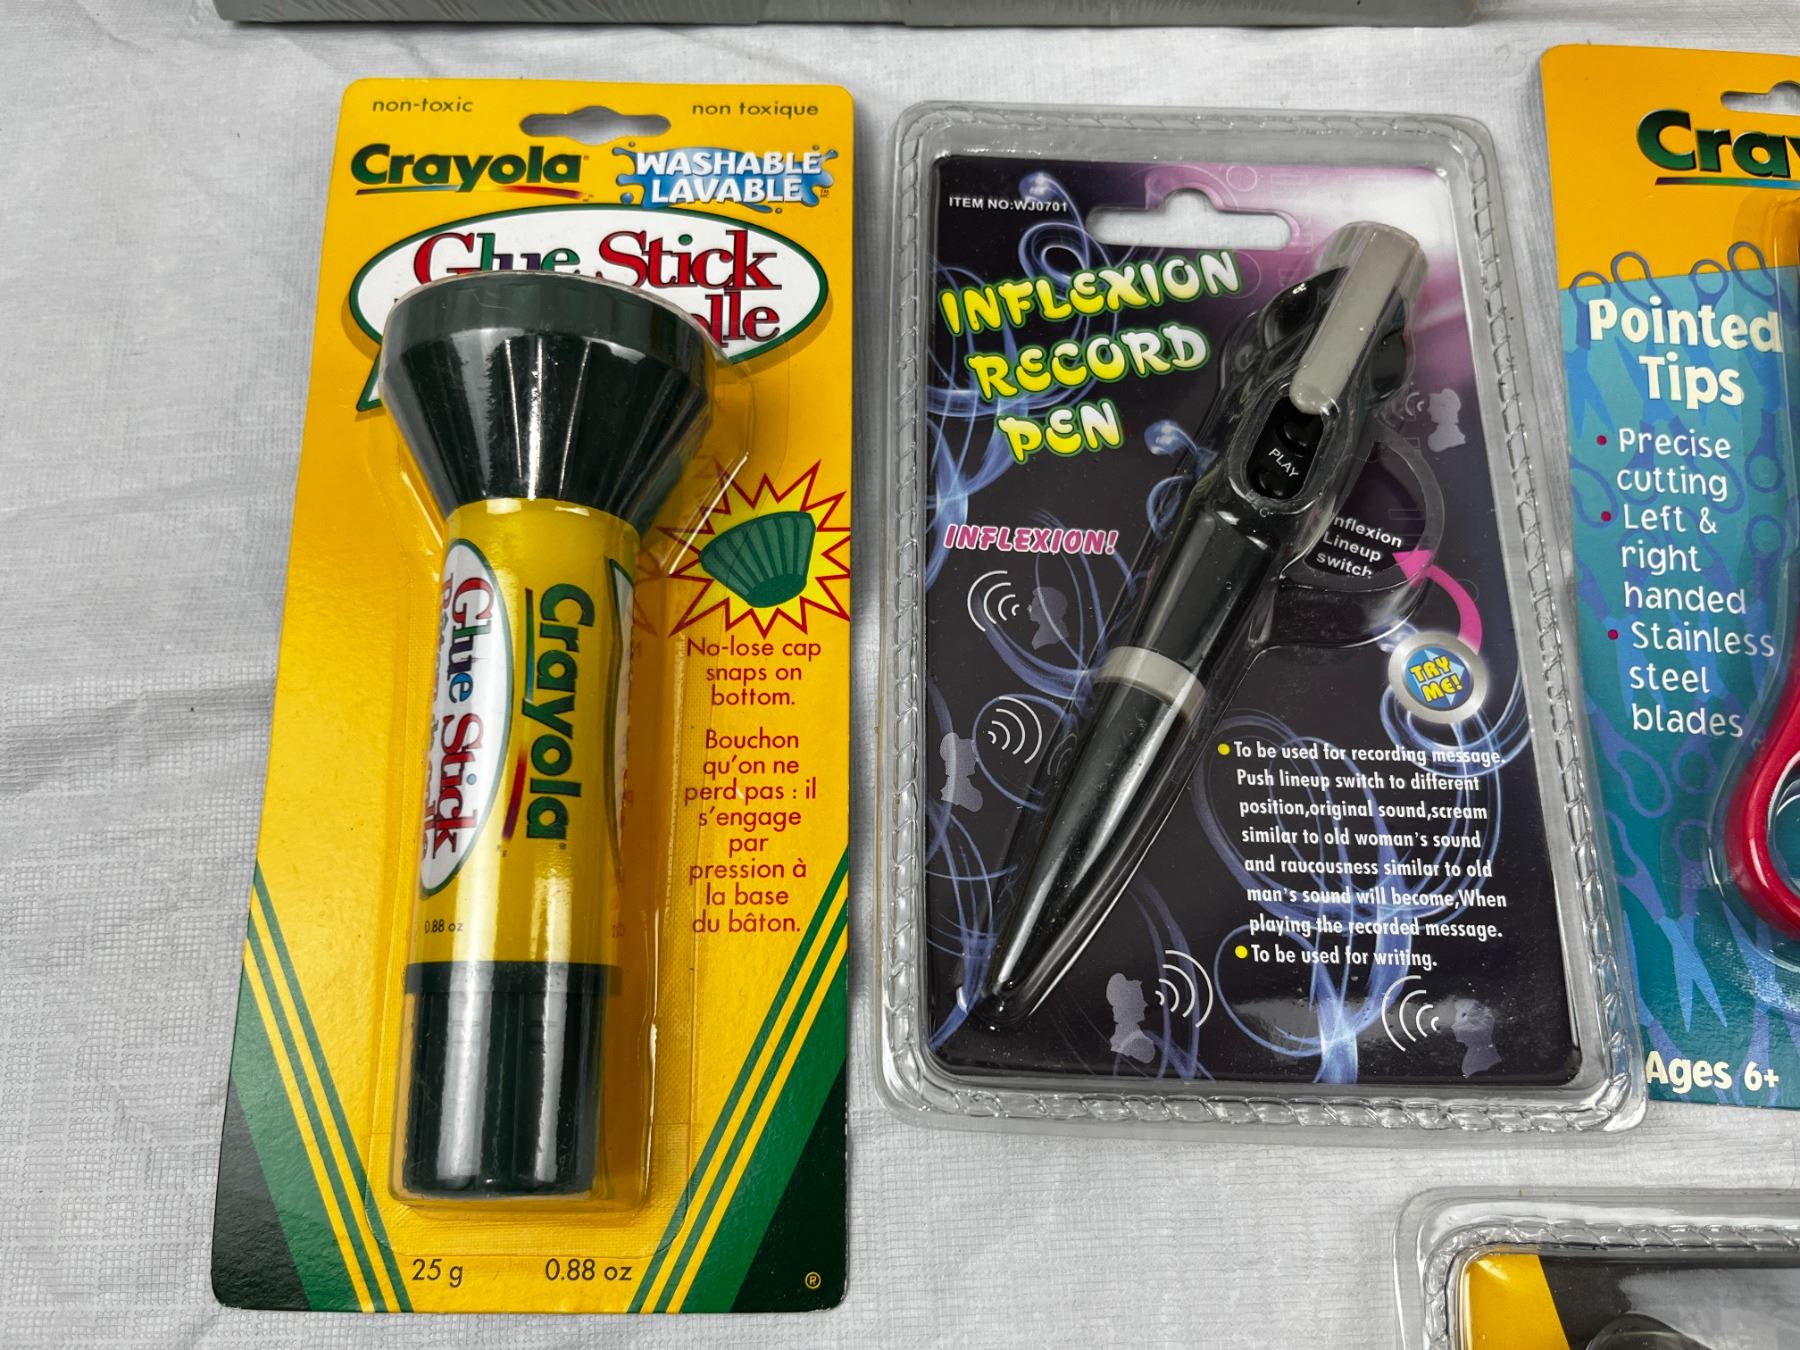 non-toxic
non toxique
Crayola
WASHABLE
LAVABLE
Glue Stick
Crayola
Glue Stick
0.88 oz
No-lose cap
snaps on
bottom.
Bouchon
qu'on ne
perd pas : il
s'engage
par
pression à
la base
du bâton.
25 g
0.88 oz
®
ITEM NO:WJ0701
INFLEXION
RECORD
PEN
PLAY
INFLEXION!
Inflexion
Lineup
switch
TRY
ME!
To be used for recording message.
Push lineup switch to different
position,original sound,scream
similar to old woman's sound
and raucousness similar to old
man's sound will become,When
playing the recorded message.
To be used for writing.
Cray
Pointed
Tips
• Precise
cutting
• Left &
right
handed
• Stainless
steel
blades
Ages 6+